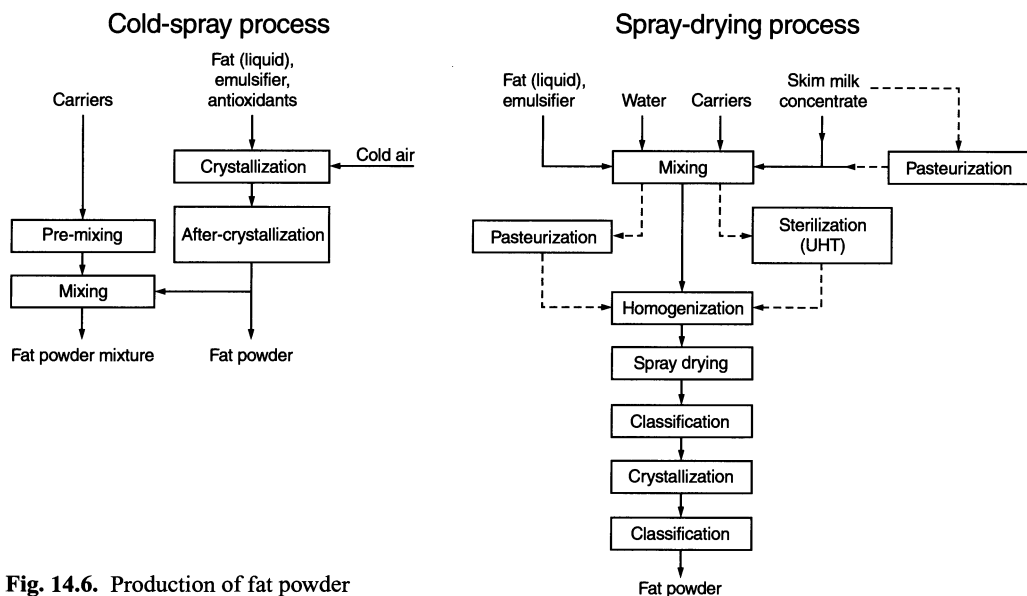 Cold-spray process
Fat (liquid),
emulsifier,
antioxidants
Carriers
Cold air
Crystallization
Pre-mixing
After-crystallization
Mixing
Fat powder mixture
Fat powder
Spray-drying process
Fat (liquid),
emulsifier
Water
Carriers
Skim milk
concentrate
Mixing
Pasteurization
Pasteurization
Sterilization
(UHT)
Homogenization
Spray drying
Classification
Crystallization
Classification
Fat powder
Fig. 14.6. Production of fat powder